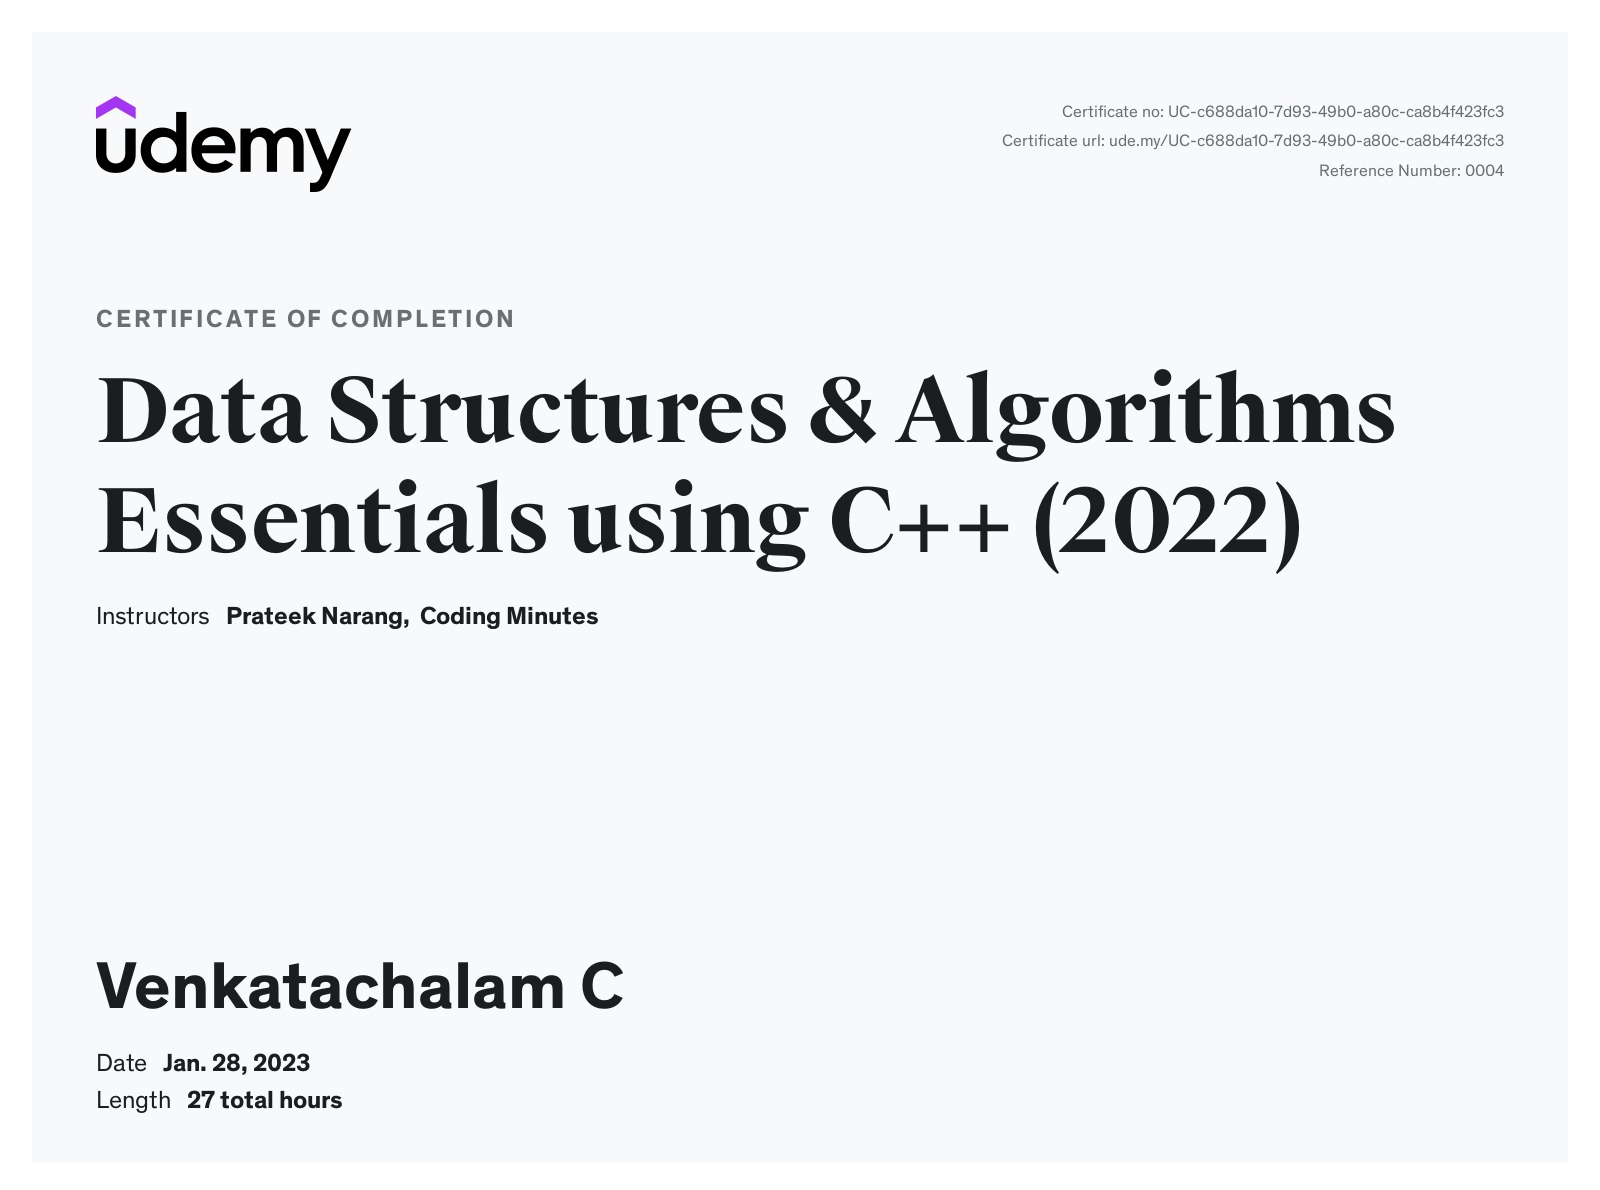 udemy
Certificate no: UC-c688da10-7d93-49b0-a80c-ca8b4f423fc3
Certificate url: ude.my/UC-c688da10-7d93-49b0-a80c-ca8b4f423fc3
Reference Number: 0004
CERTIFICATE OF COMPLETION
Data Structures & Algorithms
Essentials using C++ (2022)
Instructors Prateek Narang, Coding Minutes
Venkatachalam C
Date Jan. 28, 2023
Length 27 total hours